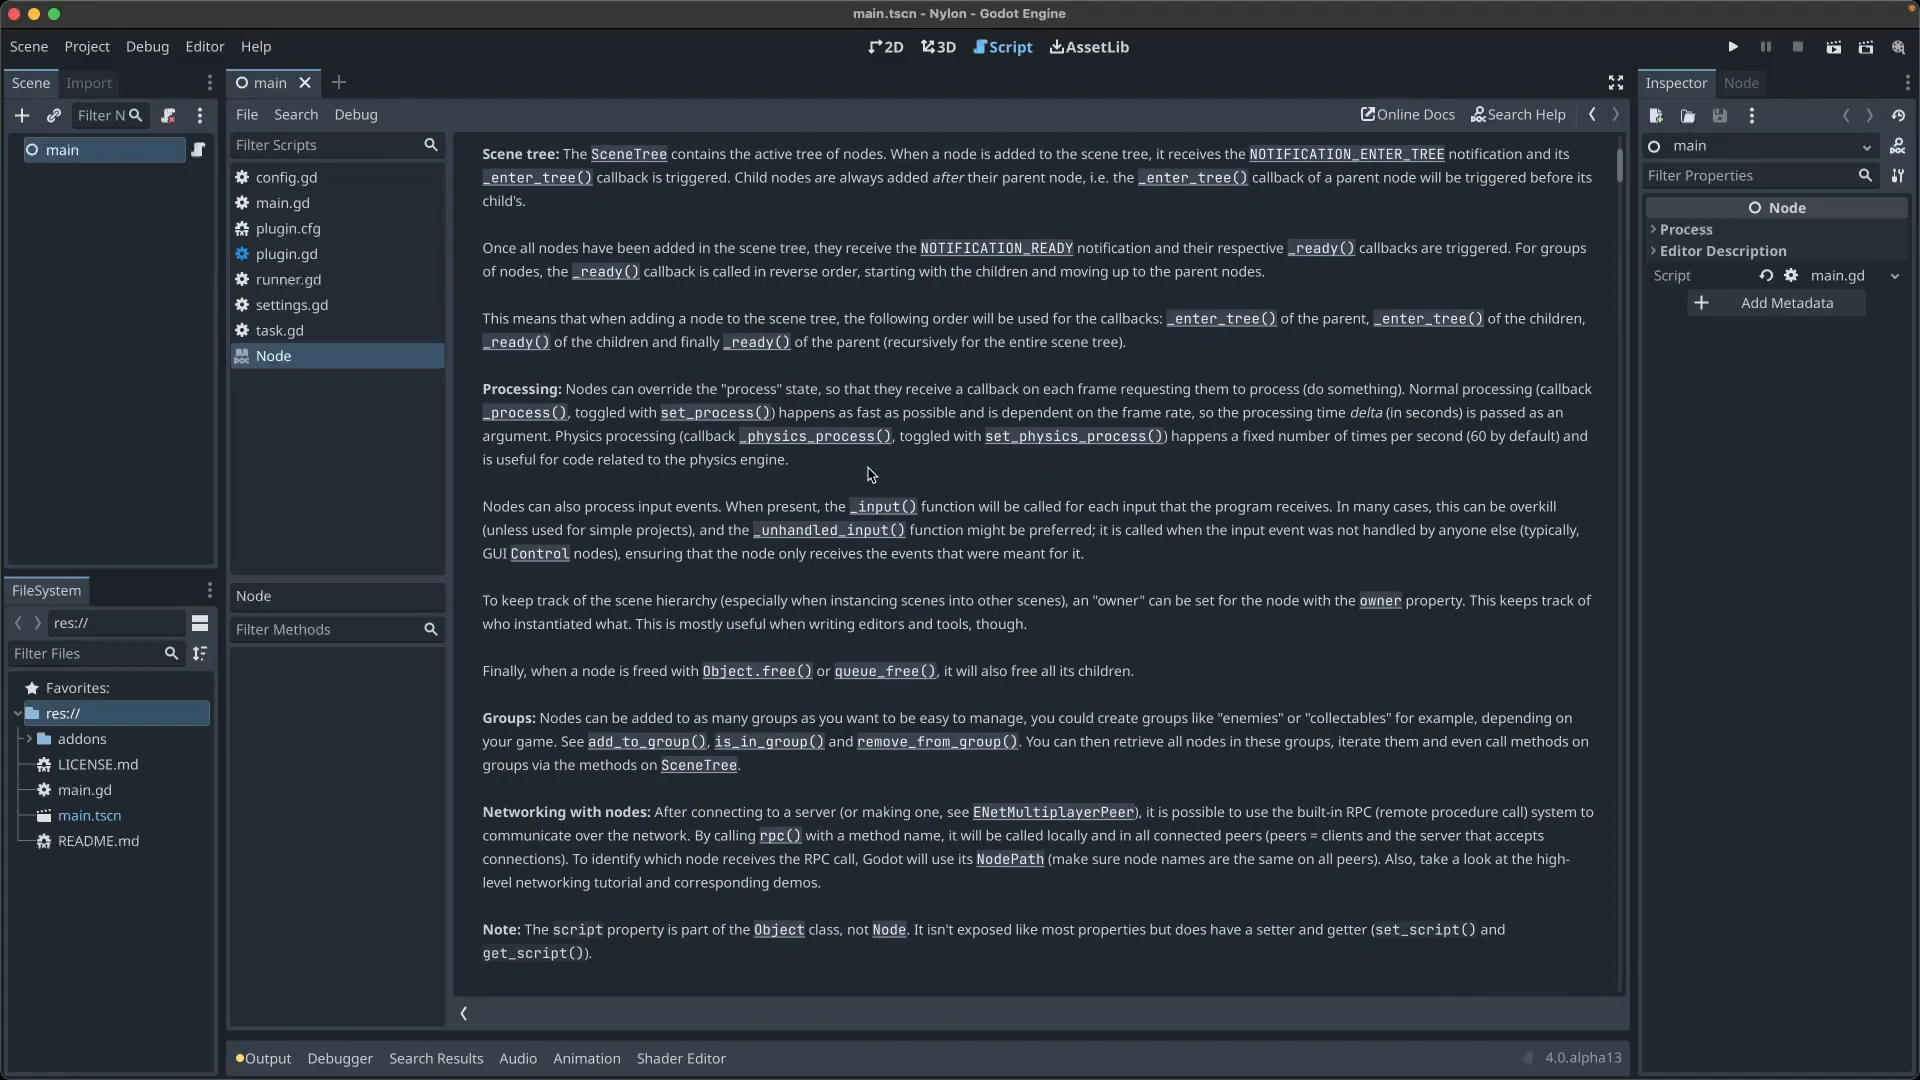 main.tscn - Nylon - Godot Engine
Scene Project Debug Editor Help
2D 3D Script AssetLib
Scene Import
main
Inspector Node
Filter N
File Search Debug
Online Docs Search Help
main
Filter Scripts
config.gd
main.gd
plugin.cfg
plugin.gd
runner.gd
settings.gd
task.gd
Node
Node
Filter Methods
Scene tree: The SceneTree contains the active tree of nodes. When a node is added to the scene tree, it receives the NOTIFICATION_ENTER_TREE notification and its
_enter_tree() callback is triggered. Child nodes are always added after their parent node, i.e. the _enter_tree() callback of a parent node will be triggered before its
child's.
Once all nodes have been added in the scene tree, they receive the NOTIFICATION_READY notification and their respective _ready() callbacks are triggered. For groups
of nodes, the _ready() callback is called in reverse order, starting with the children and moving up to the parent nodes.
This means that when adding a node to the scene tree, the following order will be used for the callbacks: _enter_tree() of the parent, _enter_tree() of the children,
_ready() of the children and finally _ready() of the parent (recursively for the entire scene tree).
Processing: Nodes can override the "process" state, so that they receive a callback on each frame requesting them to process (do something). Normal processing (callback
_process(), toggled with set_process()) happens as fast as possible and is dependent on the frame rate, so the processing time delta (in seconds) is passed as an
argument. Physics processing (callback _physics_process(), toggled with set_physics_process()) happens a fixed number of times per second (60 by default) and
is useful for code related to the physics engine.
Nodes can also process input events. When present, the _input() function will be called for each input that the program receives. In many cases, this can be overkill
(unless used for simple projects), and the _unhandled_input() function might be preferred; it is called when the input event was not handled by anyone else (typically,
GUI Control nodes), ensuring that the node only receives the events that were meant for it.
To keep track of the scene hierarchy (especially when instancing scenes into other scenes), an "owner" can be set for the node with the owner property. This keeps track of
who instantiated what. This is mostly useful when writing editors and tools, though.
Finally, when a node is freed with Object.free() or queue_free(), it will also free all its children.
Groups: Nodes can be added to as many groups as you want to be easy to manage, you could create groups like "enemies" or "collectables" for example, depending on
your game. See add_to_group(), is_in_group() and remove_from_group(). You can then retrieve all nodes in these groups, iterate them and even call methods on
groups via the methods on SceneTree.
Networking with nodes: After connecting to a server (or making one, see ENetMultiplayerPeer), it is possible to use the built-in RPC (remote procedure call) system to
communicate over the network. By calling rpc() with a method name, it will be called locally and in all connected peers (peers = clients and the server that accepts
connections). To identify which node receives the RPC call, Godot will use its NodePath (make sure node names are the same on all peers). Also, take a look at the high-
level networking tutorial and corresponding demos.
Note: The script property is part of the Object class, not Node. It isn't exposed like most properties but does have a setter and getter (set_script() and
get_script()).
main
Filter Properties
Node
Process
Editor Description
Script main.gd
Add Metadata
FileSystem
res://
Filter Files
Favorites:
res://
addons
LICENSE.md
main.gd
main.tscn
README.md
Output Debugger Search Results Audio Animation Shader Editor
4.0.alpha13